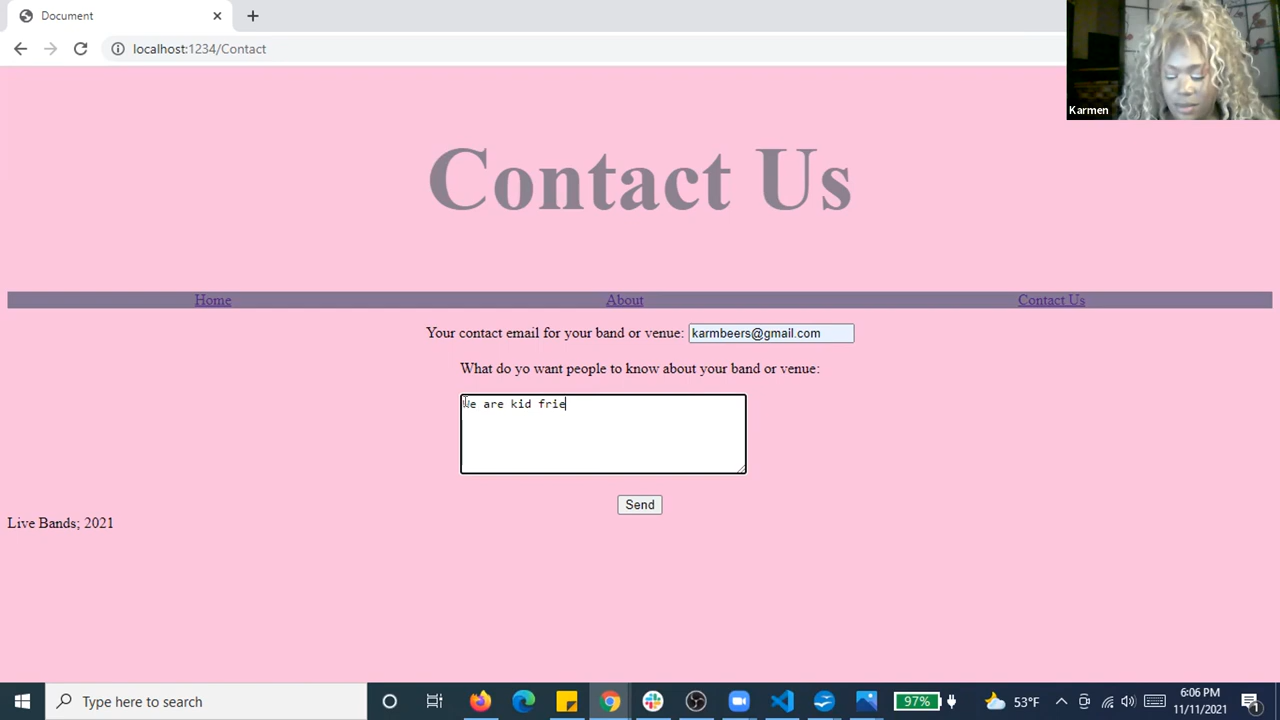 Document
localhost:1234/Contact
Karmen
Contact Us
Home About Contact Us
Your contact email for your band or venue: karmbeers@gmail.com
What do yo want people to know about your band or venue:
We are kid frie
Send
Live Bands; 2021
Type here to search
97%
53°F
6:06 PM
11/11/2021
1